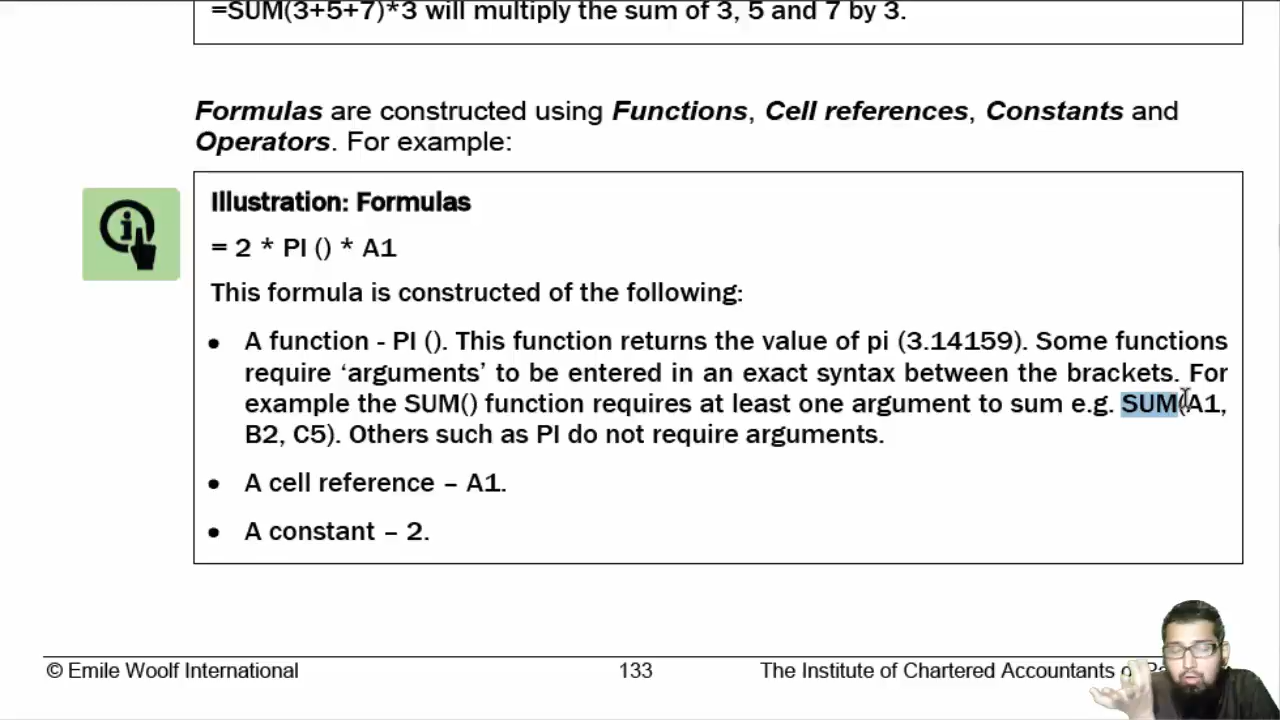 =SUM(3+5+7)*3 will multiply the sum of 3, 5 and 7 by 3.
Formulas are constructed using Functions, Cell references, Constants and
Operators. For example:
Illustration: Formulas
= 2 * PI () * A1
This formula is constructed of the following:
• A function - PI (). This function returns the value of pi (3.14159). Some functions
require ‘arguments’ to be entered in an exact syntax between the brackets. For
example the SUM() function requires at least one argument to sum e.g. SUM(A1,
B2, C5). Others such as PI do not require arguments.
• A cell reference – A1.
• A constant – 2.
© Emile Woolf International 133 The Institute of Chartered Accountants